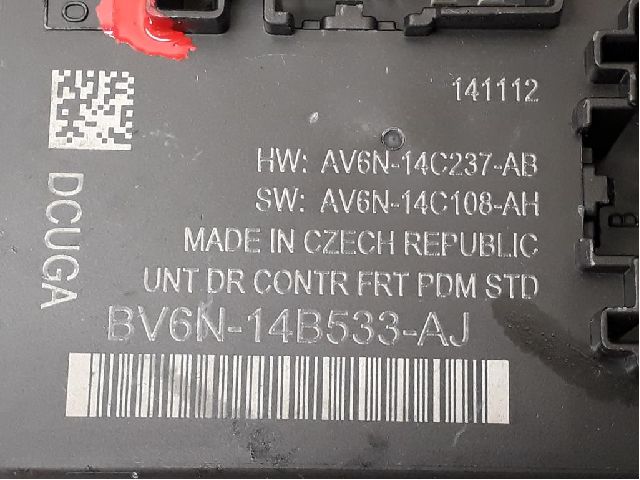 141112
HW: AV6N-14C237-AB
SW: AV6N-14C108-AH
MADE IN CZECH REPUBLIC
UNT DR CONTR FRT PDM STD
BV6N-14B533-AJ
DCUGA
B